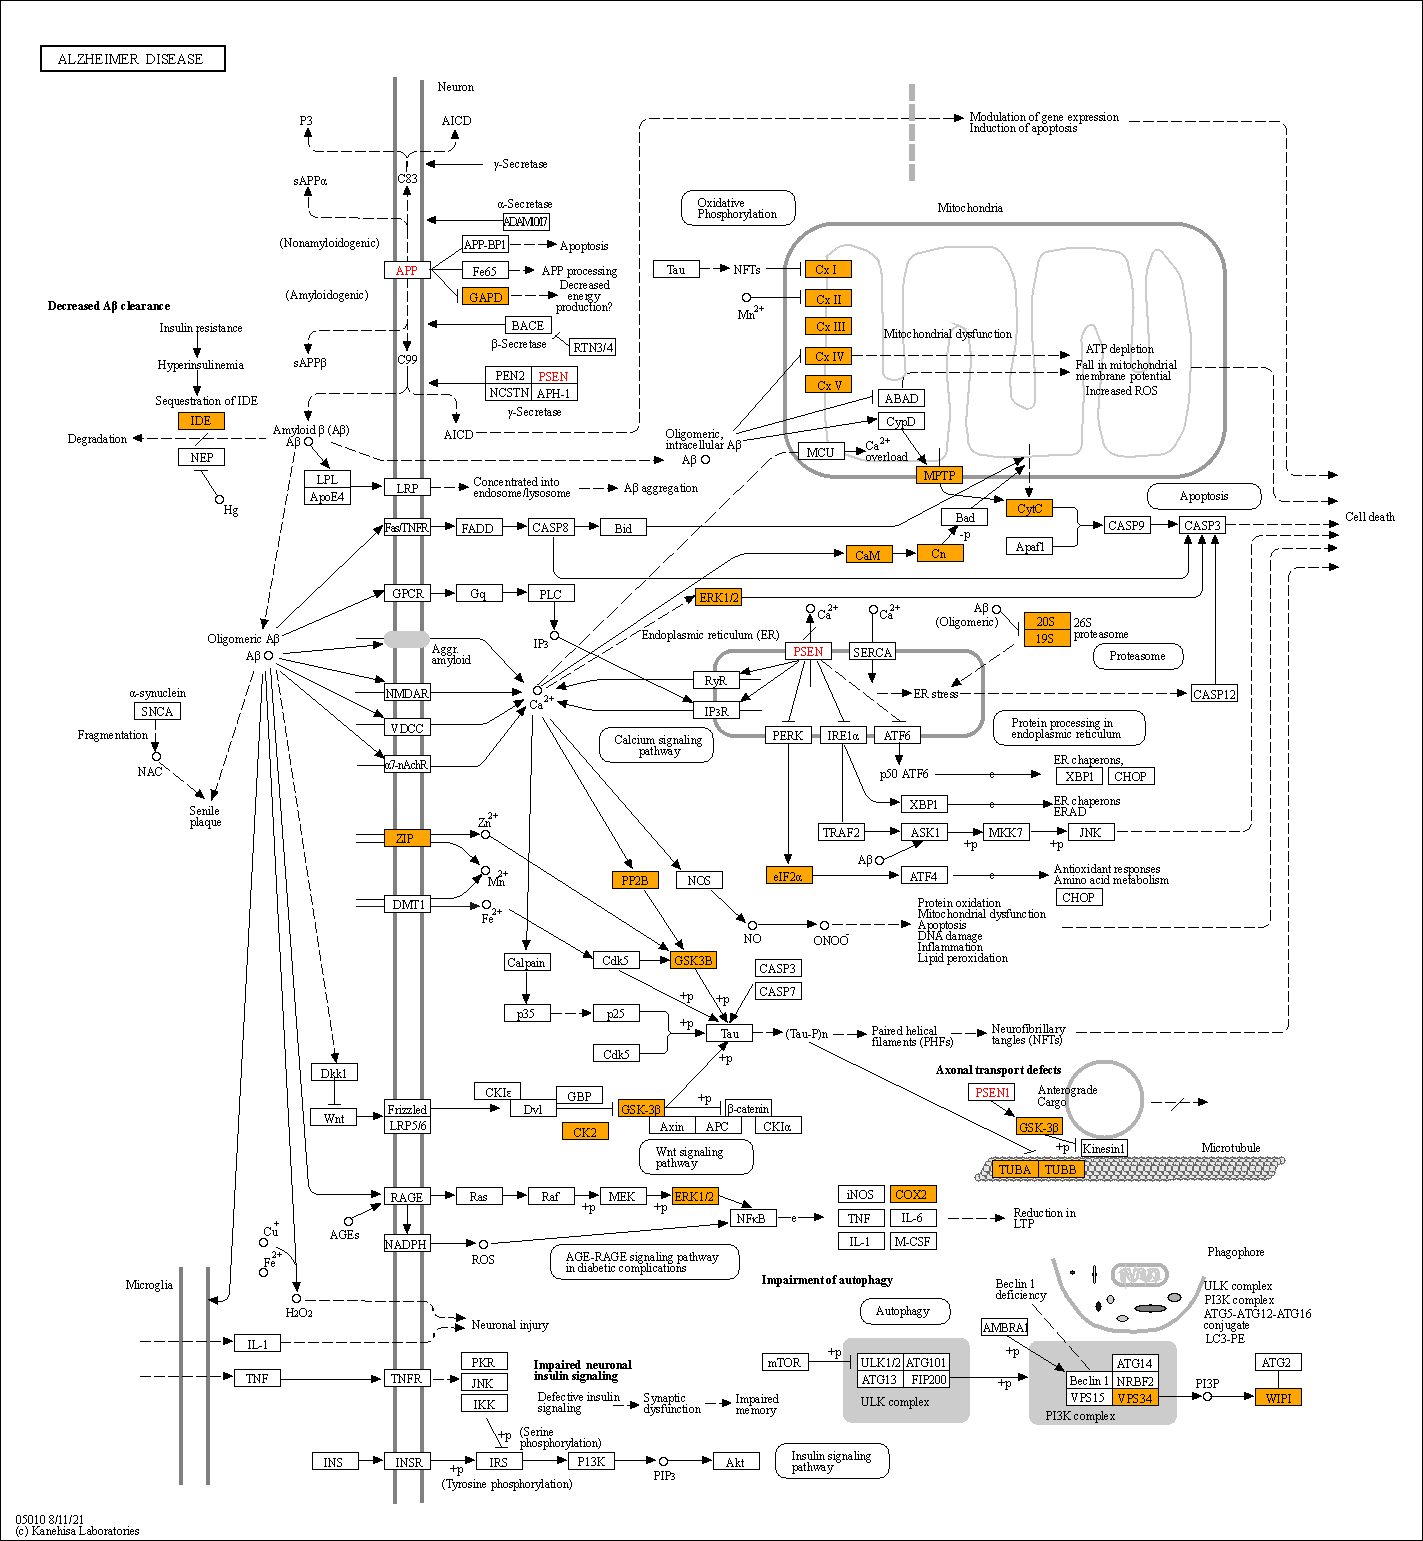 ALZHEIMER DISEASE
Neuron
P3
AICD
Modulation of gene expression
Induction of apoptosis
γ-Secretase
C83
sAPPα
α-Secretase
ADAM10/17
Oxidative
Phosphorylation
Mitochondria
(Nonamyloidogenic)
APP-BP1
Apoptosis
APP
Fe65
APP processing
Tau
NFTs
Cx I
(Amyloidogenic)
GAPD
Decreased
energy
production?
Mn2+
Cx II
Decreased Aβ clearance
Insulin resistance
BACE
β-Secretase
RTN3/4
Cx III
Mitochondrial dysfunction
Hyperinsulinemia
sAPPβ
C99
Cx IV
ATP depletion
Fall in mitochondrial
membrane potential
Increased ROS
PEN2
PSEN
NCSTN
APH-1
γ-Secretase
Cx V
ABAD
Sequestration of IDE
IDE
CypD
Degradation
Amyloid β (Aβ)
Aβ
AICD
Oligomeric,
intracellular Aβ
Aβ
NEP
MCU
Ca2+
overload
LPL
ApoE4
LRP
Concentrated into
endosome/lysosome
Aβ aggregation
MPTP
Hg
CytC
Apoptosis
Fas/TNFR
FADD
CASP8
Bid
Bad
-p
CASP9
CASP3
Cell death
Apaf1
CaM
Cn
GPCR
Gq
PLC
ERK1/2
Ca2+
Ca2+
Aβ
(Oligomeric)
20S
19S
26S
proteasome
Oligomeric Aβ
Aβ
IP3
Endoplasmic reticulum (ER)
PSEN
SERCA
Proteasome
Aggr.
amyloid
RyR
NMDAR
Ca2+
ER stress
CASP12
α-synuclein
SNCA
IP3R
Fragmentation
VDCC
Calcium signaling
pathway
PERK
IRE1α
ATF6
Protein processing in
endoplasmic reticulum
NAC
α7-nAchR
p50 ATF6
e
ER chaperons,
XBP1
CHOP
Senile
plaque
XBP1
e
ER chaperons
ERAD
Zn2+
ZIP
TRAF2
ASK1
+p
MKK7
+p
JNK
Mn2+
Aβ
PP2B
NOS
eIF2α
ATF4
e
Antioxidant responses
Amino acid metabolism
CHOP
DMT1
Fe2+
NO
ONOO-
Protein oxidation
Mitochondrial dysfunction
Apoptosis
DNA damage
Inflammation
Lipid peroxidation
Calpain
Cdk5
GSK3B
CASP3
CASP7
+p
+p
p35
p25
+p
Tau
(Tau-P)n
Paired helical
filaments (PHFs)
Neurofibrillary
tangles (NFTs)
Cdk5
+p
Dkk1
Axonal transport defects
CKIε
GBP
PSEN1
Anterograde
Cargo
Wnt
Frizzled
LRP5/6
Dvl
GSK-3β
+p
β-catenin
GSK-3β
CK2
Axin
APC
CKIα
+p
Kinesin1
Microtubule
Wnt signaling
pathway
TUBA
TUBB
RAGE
Ras
Raf
+p
MEK
+p
ERK1/2
iNOS
COX2
AGEs
NFκB
e
TNF
IL-6
Reduction in
LTP
Cu+
NADPH
ROS
IL-1
M-CSF
Fe2+
AGE-RAGE signaling pathway
in diabetic complications
Phagophore
Microglia
Impairment of autophagy
Beclin 1
deficiency
ULK complex
PI3K complex
ATG5-ATG12-ATG16
conjugate
LC3-PE
H2O2
Autophagy
Neuronal injury
AMBRA1
IL-1
+p
+p
PKR
Impaired neuronal
insulin signaling
mTOR
ULK1/2
ATG101
ATG13
FIP200
ULK complex
+p
ATG14
Beclin 1
NRBF2
VPS15
VPS34
PI3K complex
PI3P
ATG2
WIPI
TNF
TNFR
JNK
IKK
Defective insulin
signaling
Synaptic
dysfunction
Impaired
memory
+p
(Serine
phosphorylation)
INS
INSR
+p
IRS
P13K
PIP3
Akt
Insulin signaling
pathway
(Tyrosine phosphorylation)
05010 8/11/21
(c) Kanehisa Laboratories